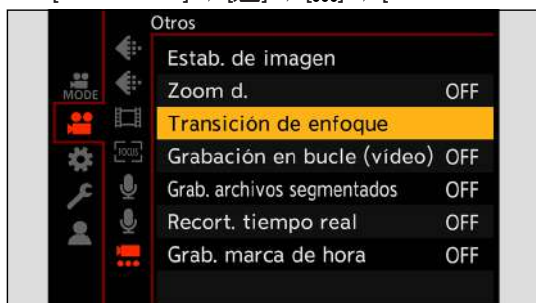 Otros
Estab. de imagen
MODE
Zoom d. OFF
Transición de enfoque
FOCUS
Grabación en bucle (vídeo) OFF
Grab. archivos segmentados OFF
Recort. tiempo real OFF
Grab. marca de hora OFF